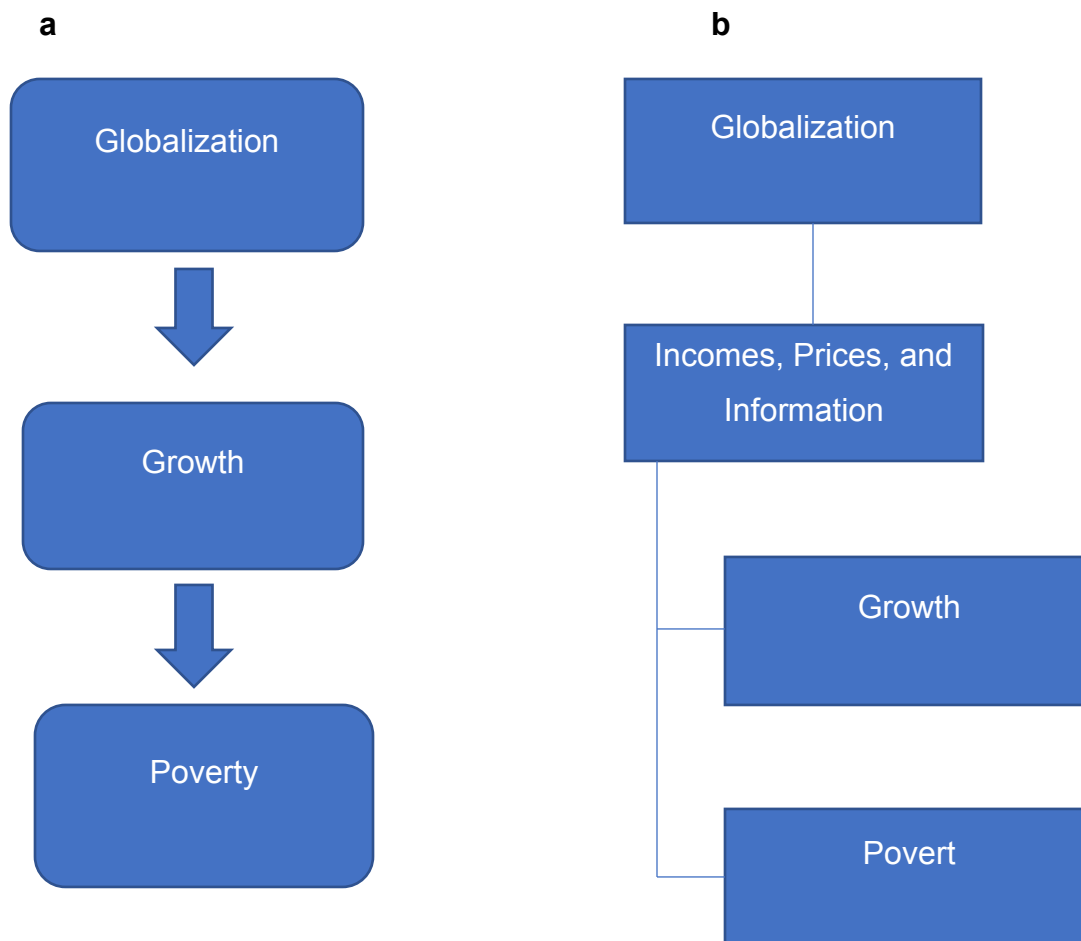 a
Globalization
Growth
Poverty
b
Globalization
Incomes, Prices, and
Information
Growth
Povert